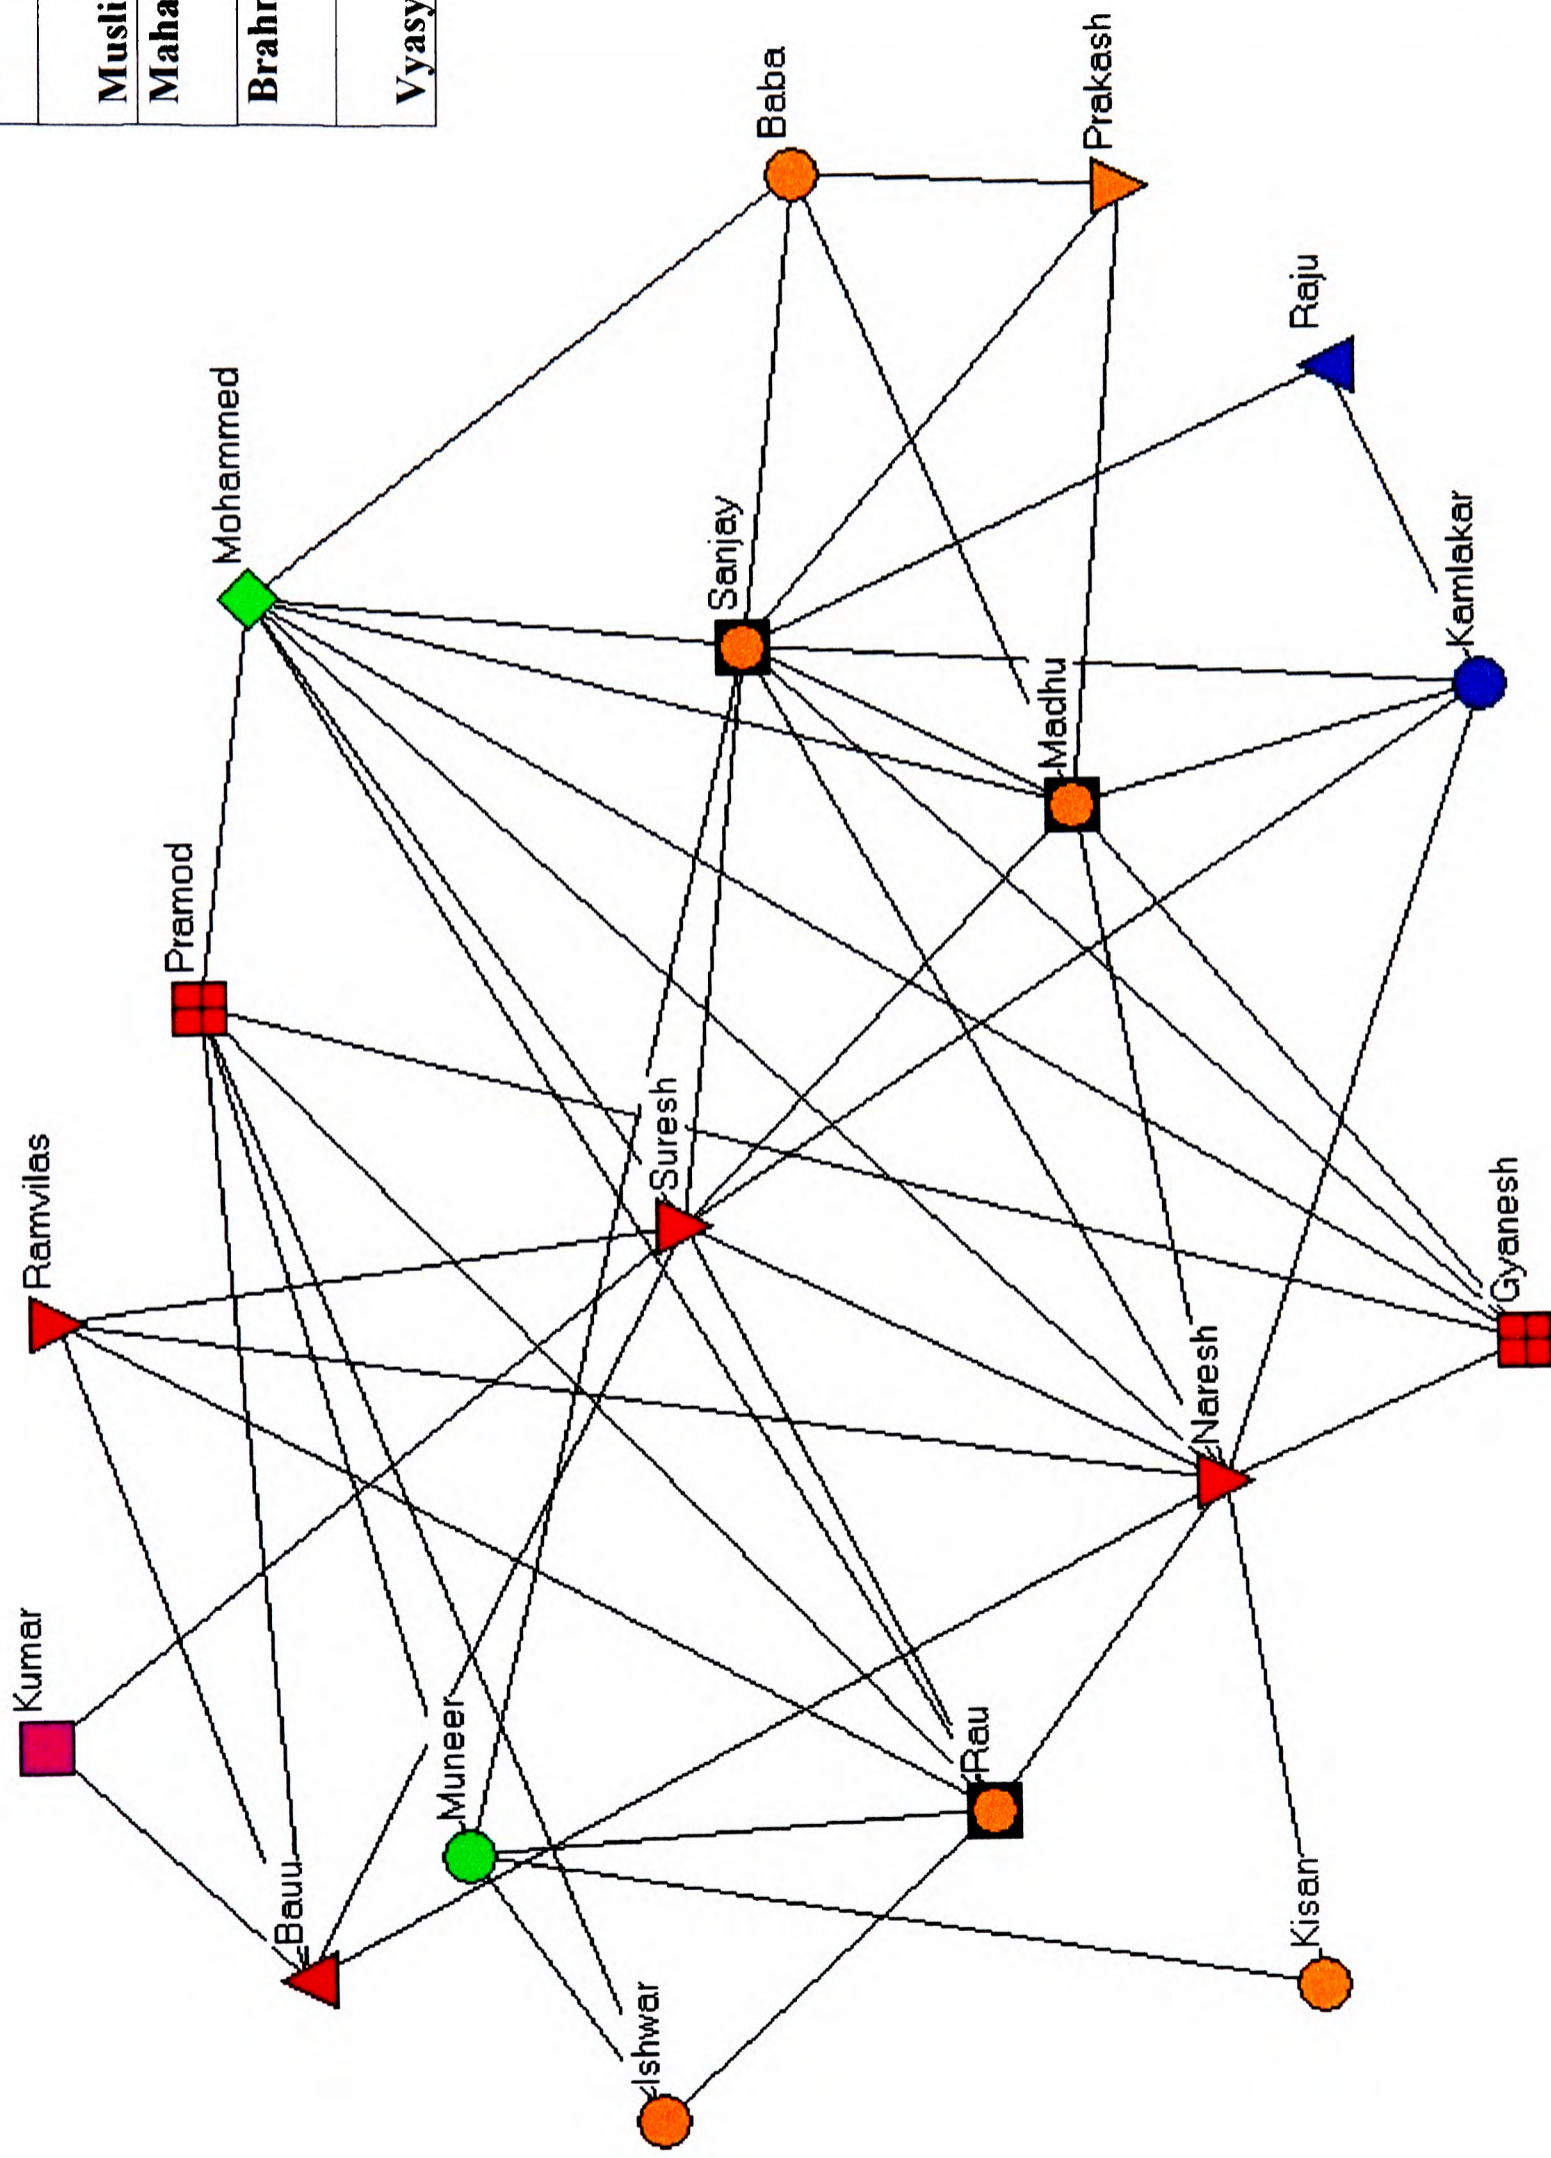 Kumar
Ramvilas
Musli
Maha
Pramod
Mohammed
Brahr
Bauu
Vyasy
Muneer
Ishwar
Suresh
Sanjay
Baba
Rau
Madhu
Prakash
Naresh
Kisan
Raju
Kamlakar
Gyanesh